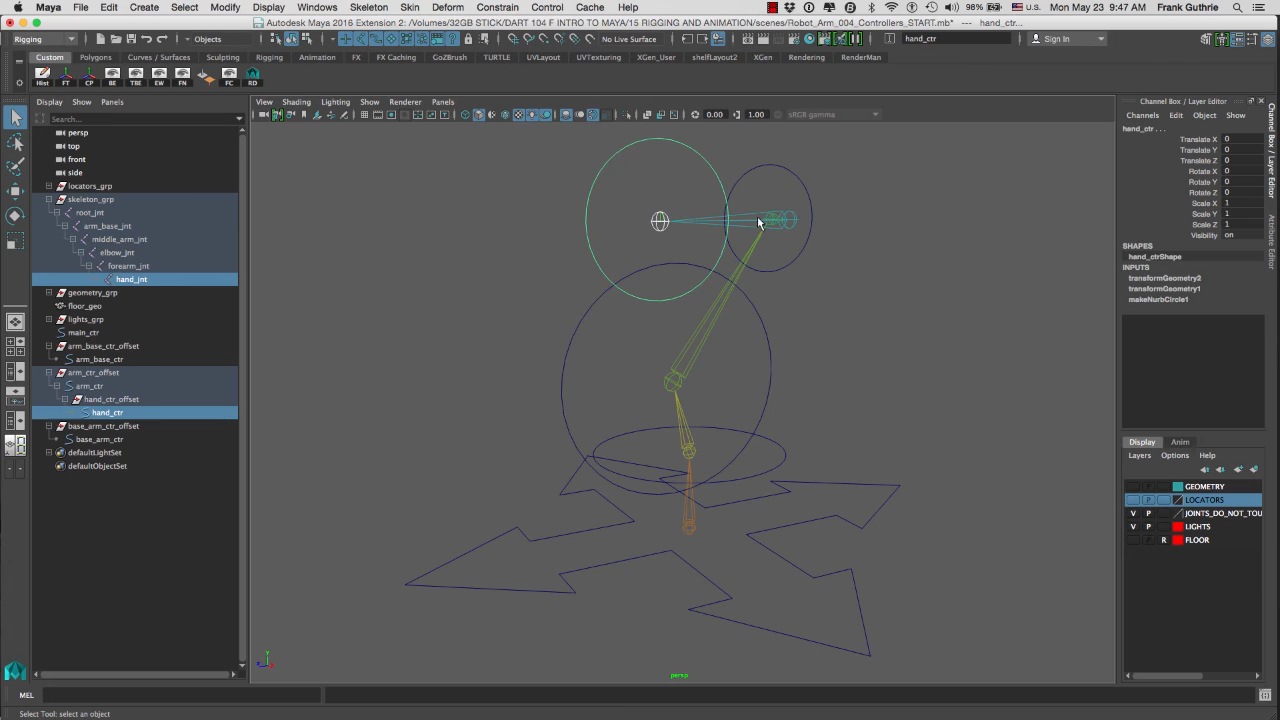 Maya File Edit Create Select Modify Display Windows Skeleton Skin Deform Constrain Control Cache Help U.S. 98% Mon May 23 9:47 AM Frank Guthrie
Autodesk Maya 2016 Extension 2: /Volumes/32GB STICK/DART 104 F INTRO TO MAYA/15 RIGGING AND ANIMATION/scenes/Robot_Arm_004_Controllers_START.mb* --- hand_ctr...
Rigging Objects No Live Surface hand_ctr Sign In
Custom Polygons Curves / Surfaces Sculpting Rigging Animation FX FX Caching GoZBrush TURTLE UVLayout UVTexturing XGen_User shelfLayout2 XGen Rendering RenderMan
Hist FT CP BE TBE EW FN FC RD
Display Show Panels
View Shading Lighting Show Renderer Panels
Channel Box / Layer Editor
Search...
0.00 1.00 sRGB gamma
Channels Edit Object Show
persp
top
front
side
locators_grp
skeleton_grp
root_jnt
arm_base_jnt
middle_arm_jnt
elbow_jnt
forearm_jnt
hand_jnt
geometry_grp
floor_geo
lights_grp
main_ctr
arm_base_ctr_offset
arm_base_ctr
arm_ctr_offset
arm_ctr
hand_ctr_offset
hand_ctr
base_arm_ctr_offset
base_arm_ctr
defaultLightSet
defaultObjectSet
hand_ctr . . .
Translate X 0
Translate Y 0
Translate Z 0
Rotate X 0
Rotate Y 0
Rotate Z 0
Scale X 1
Scale Y 1
Scale Z 1
Visibility on
SHAPES
hand_ctrShape
INPUTS
transformGeometry2
transformGeometry1
makeNurbCircle1
Channel Box / Layer Editor
Attribute Editor
Display Anim
Layers Options Help
P GEOMETRY
P LOCATORS
V P JOINTS_DO_NOT_TOU
V P LIGHTS
R FLOOR
y
z x
persp
MEL
Select Tool: select an object